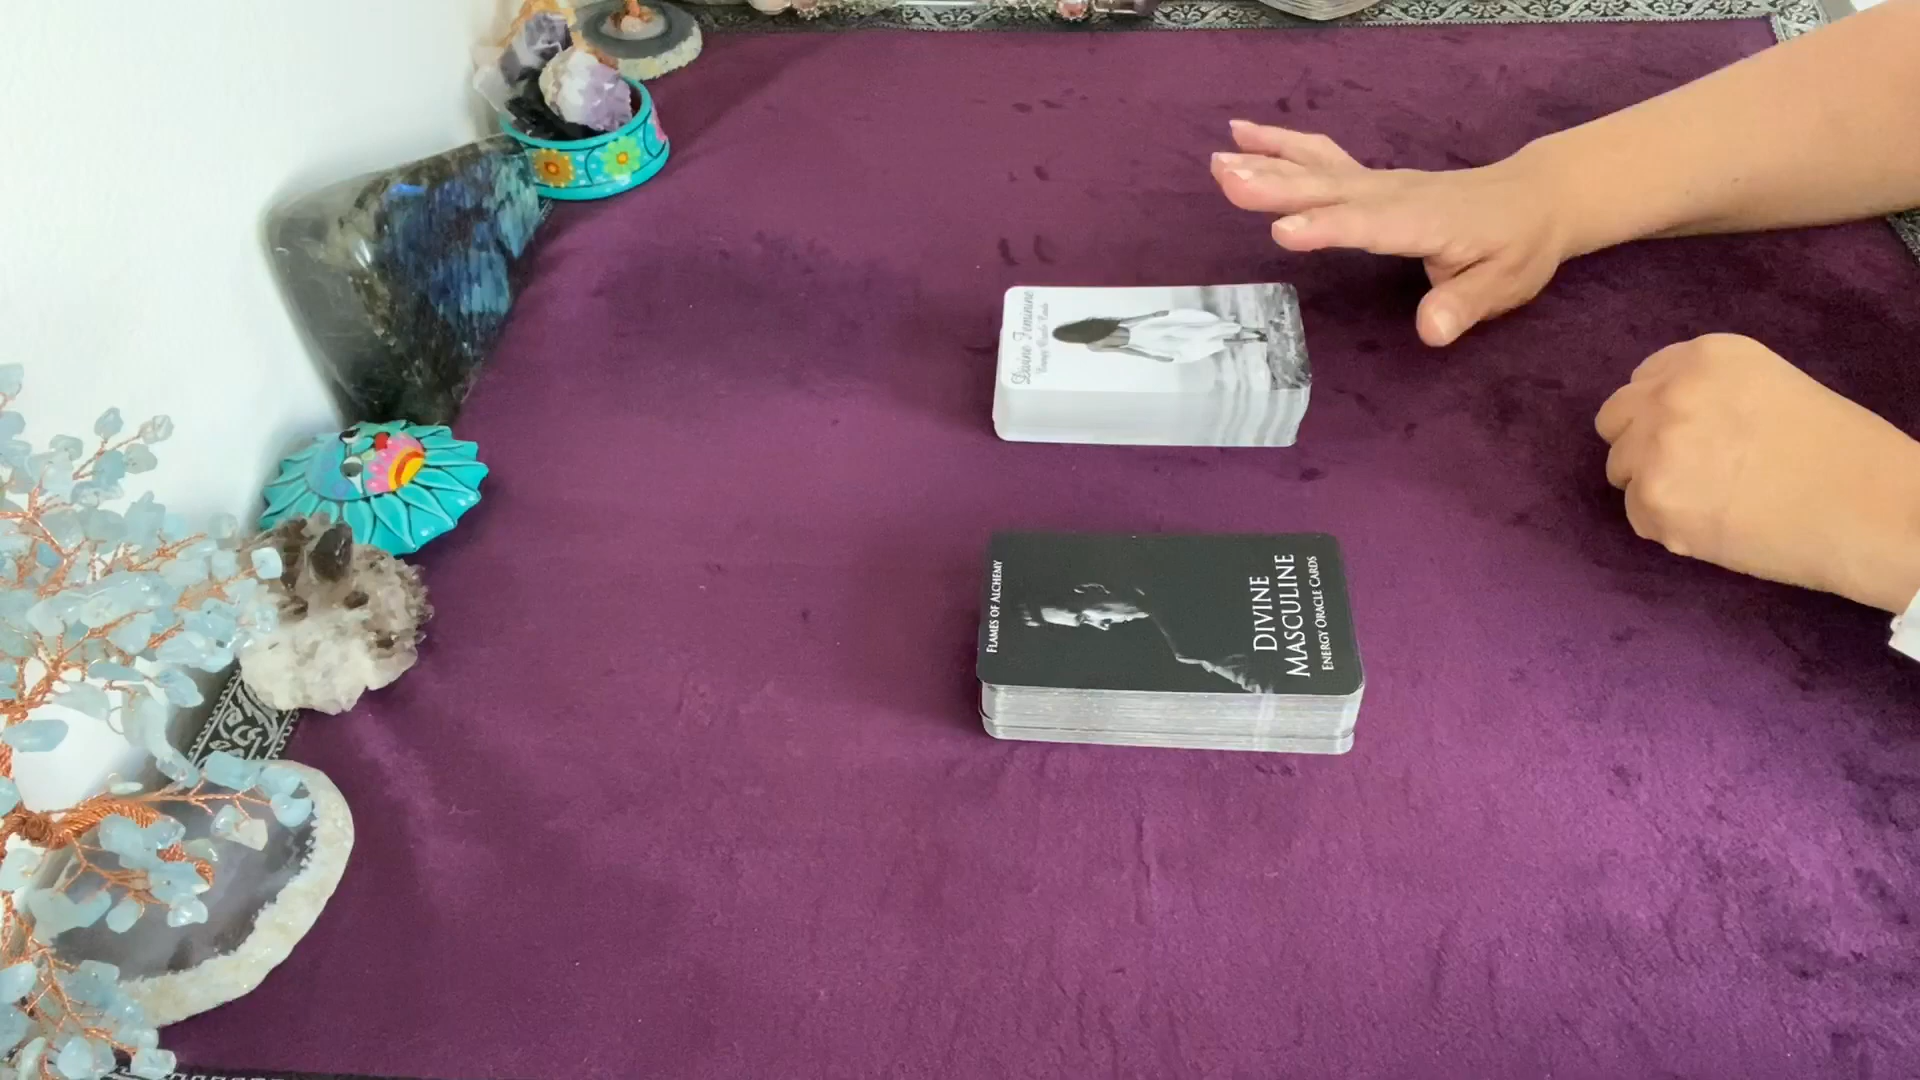 Divine Feminine
Energy Oracle Cards
FLAMES OF ALCHEMY
DIVINE
MASCULINE
ENERGY ORACLE CARDS